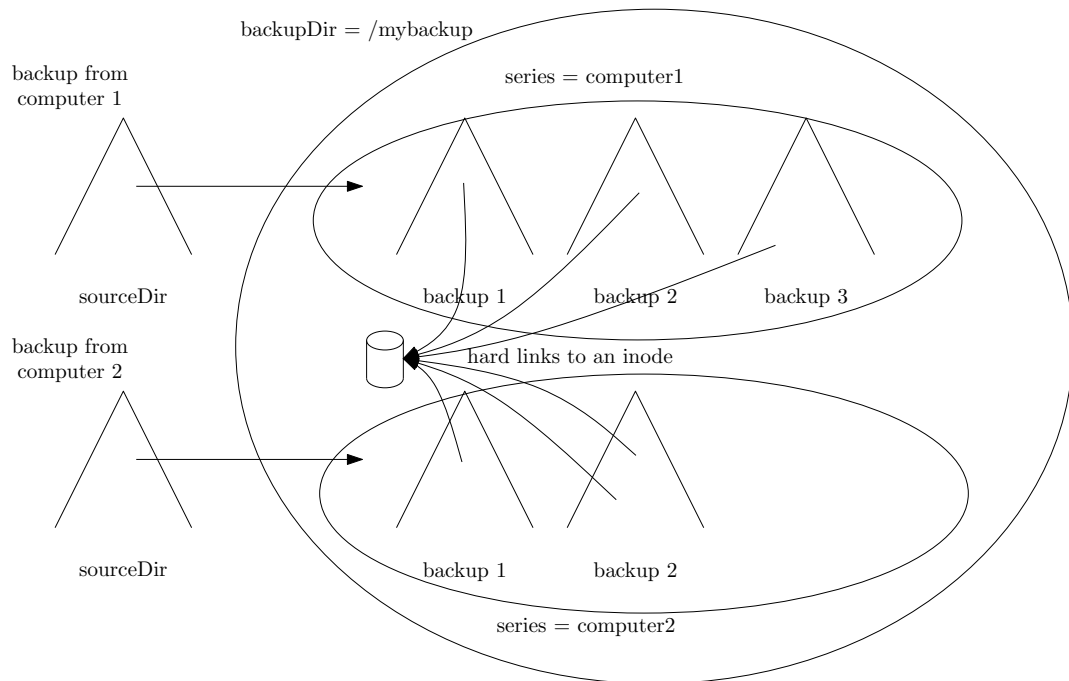 backupDir = /mybackup
series = computer1
backup from
computer 1
sourceDir
backup 1
backup 2
backup 3
backup from
computer 2
hard links to an inode
sourceDir
backup 1
backup 2
series = computer2